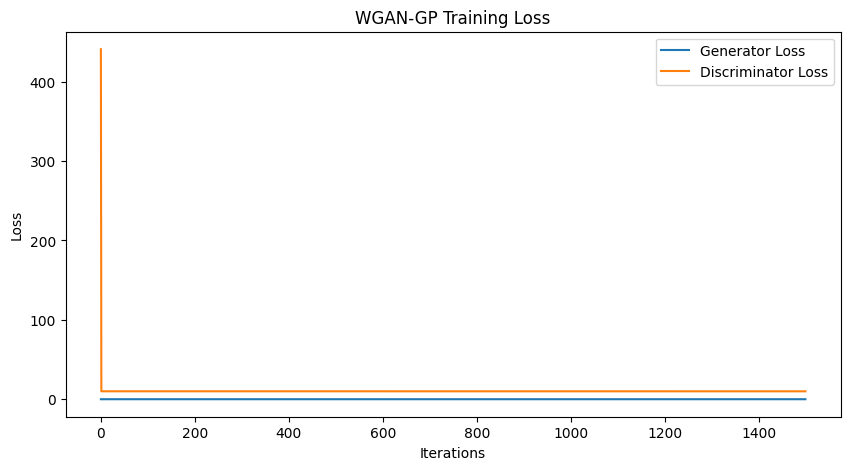 WGAN-GP Training Loss
Generator Loss
Discriminator Loss
400
300
200
100
0
Loss
0 200 400 600 800 1000 1200 1400
Iterations